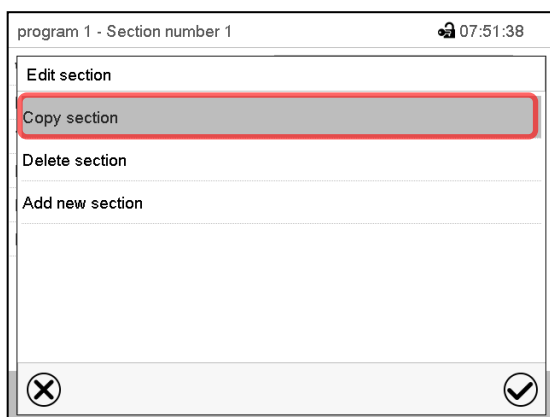 program 1 - Section number 1 07:51:38
Edit section
Copy section
Delete section
Add new section